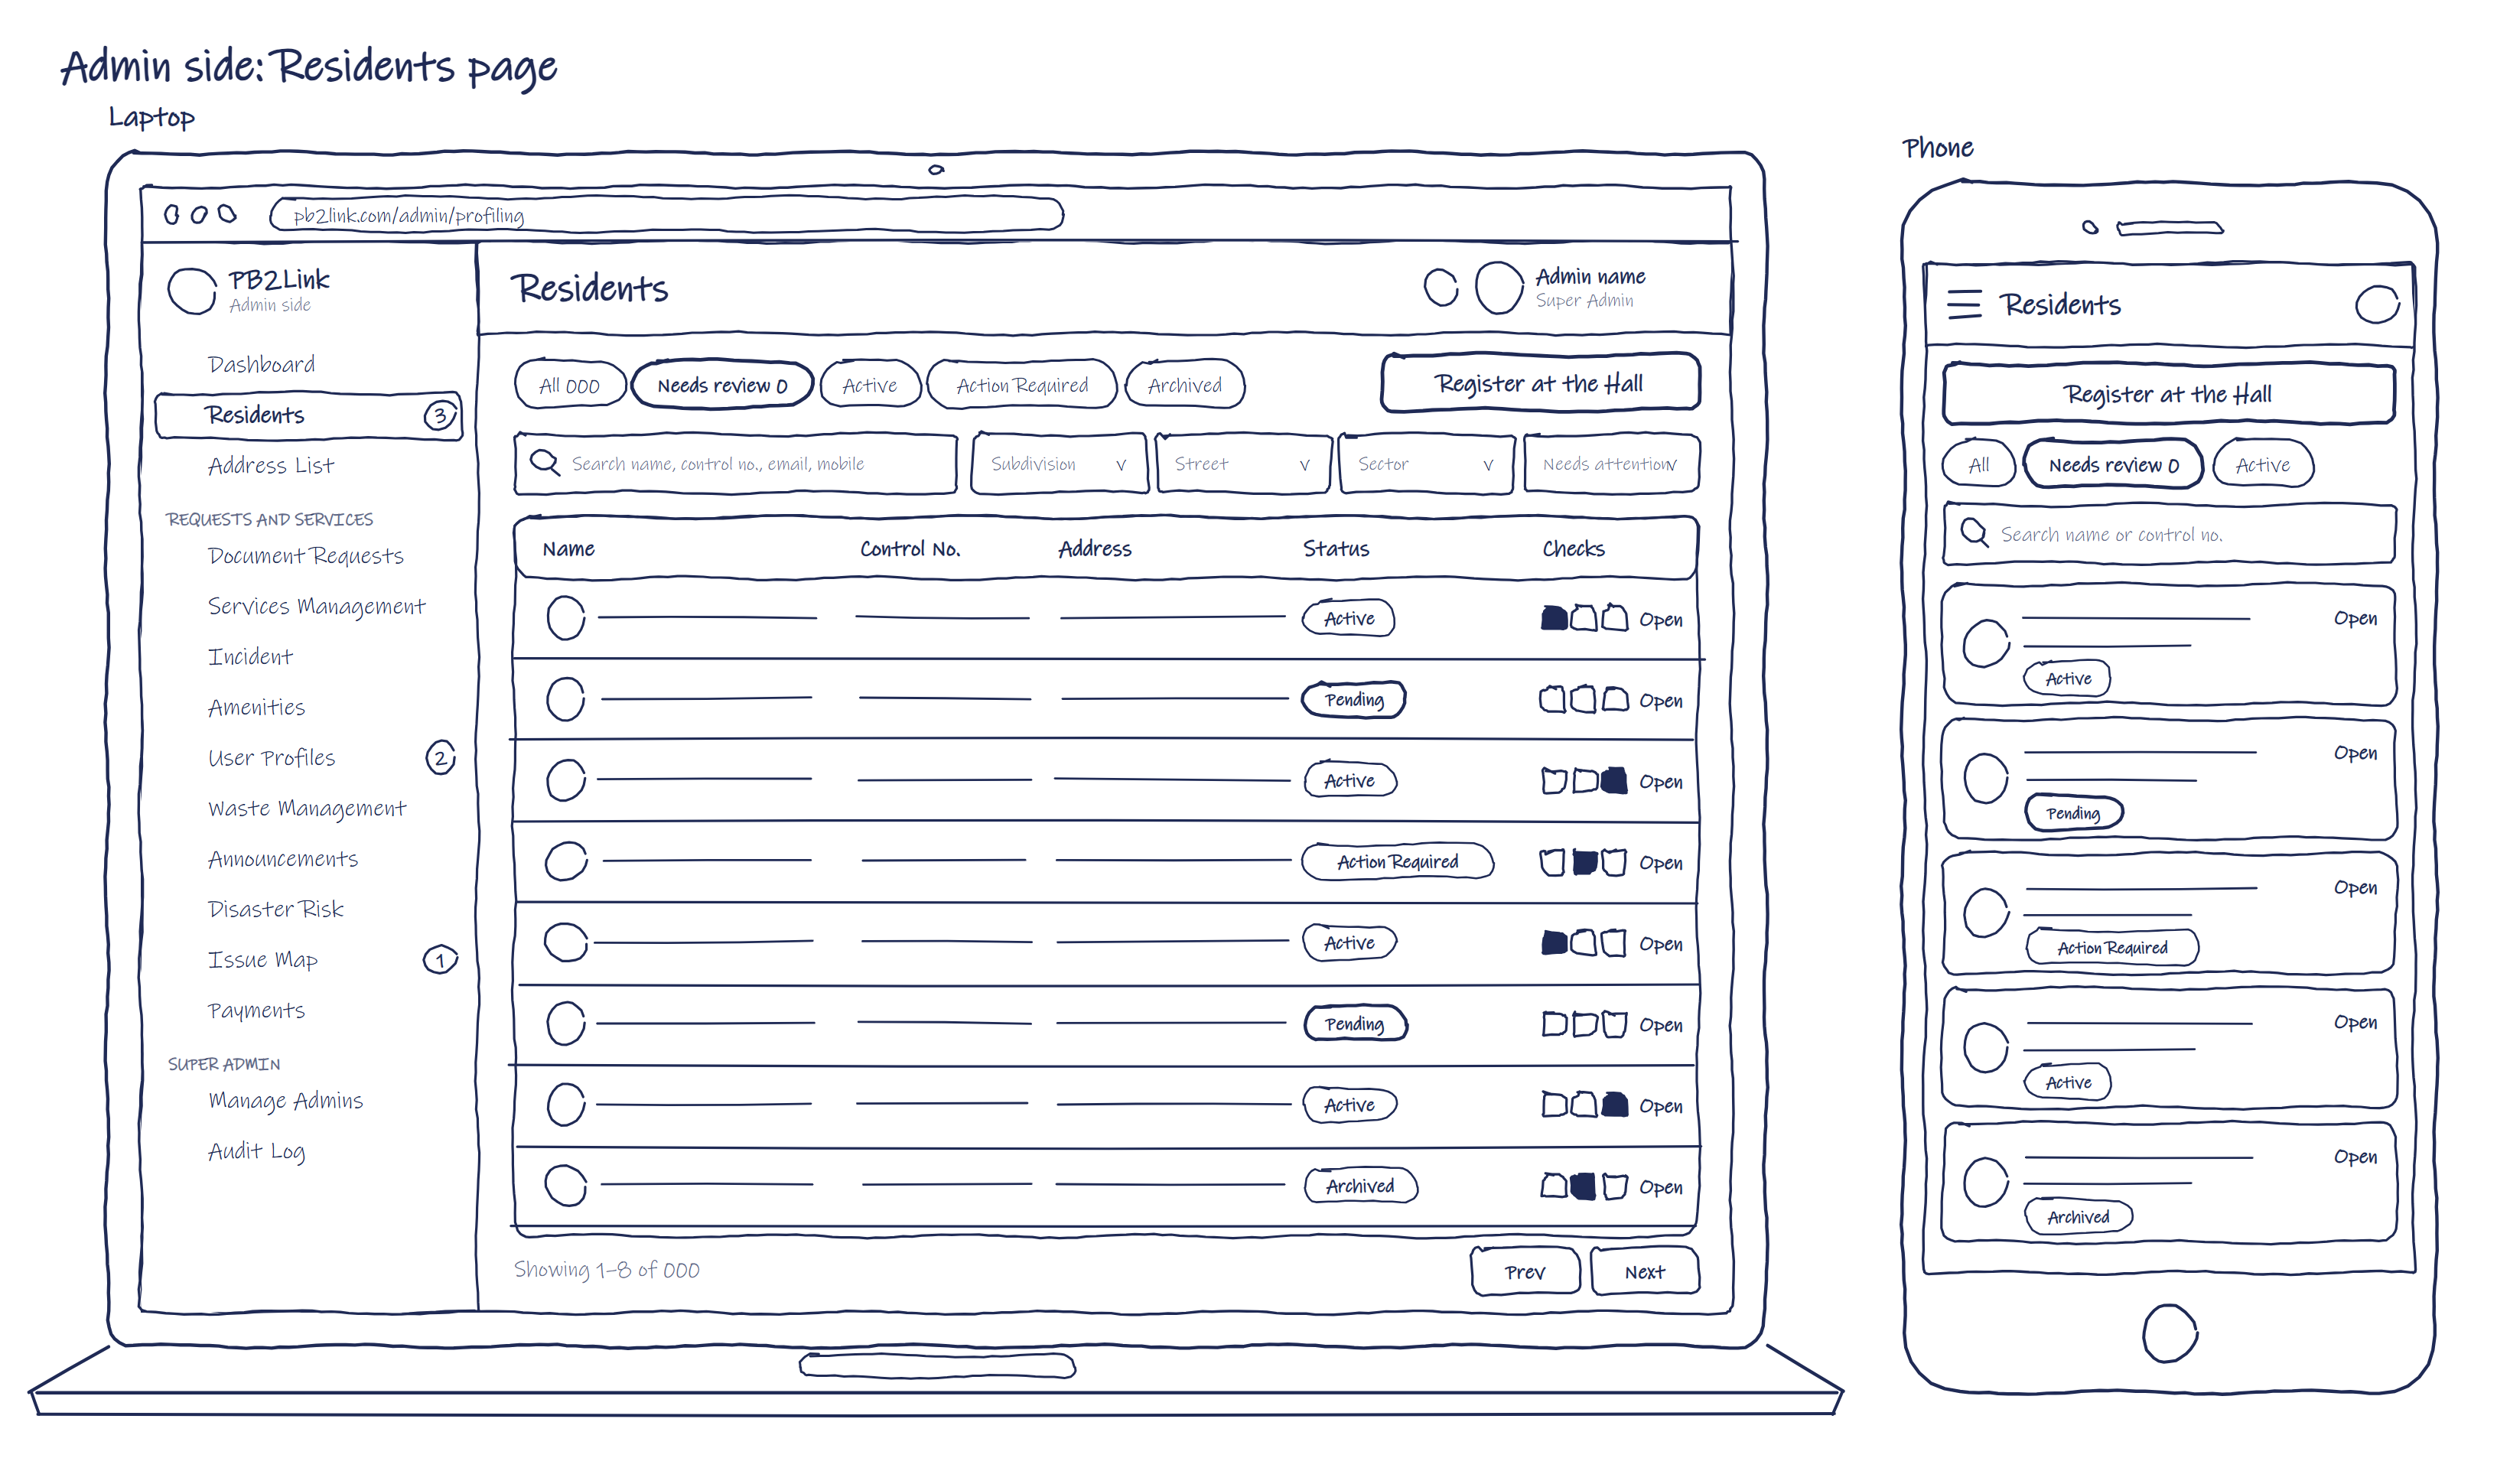 Admin side: Residents page
Laptop
pb2link.com/admin/profiling
PB2Link
Admin side
Dashboard
Residents 3
Address List
REQUESTS AND SERVICES
Document Requests
Services Management
Incident
Amenities
User Profiles 2
Waste Management
Announcements
Disaster Risk
Issue Map 1
Payments
SUPER ADMIN
Manage Admins
Audit Log
Residents
Admin name
Super Admin
All 000 Needs review 0 Active Action Required Archived Register at the Hall
Search name, control no., email, mobile Subdivision v Street v Sector v Needs attention v
Name Control No. Address Status Checks
Active Open
Pending Open
Active Open
Action Required Open
Active Open
Pending Open
Active Open
Archived Open
Showing 1-8 of 000 Prev Next
Phone
Residents
Register at the Hall
All Needs review 0 Active
Search name or control no.
Open
Active
Open
Pending
Open
Action Required
Open
Active
Open
Archived